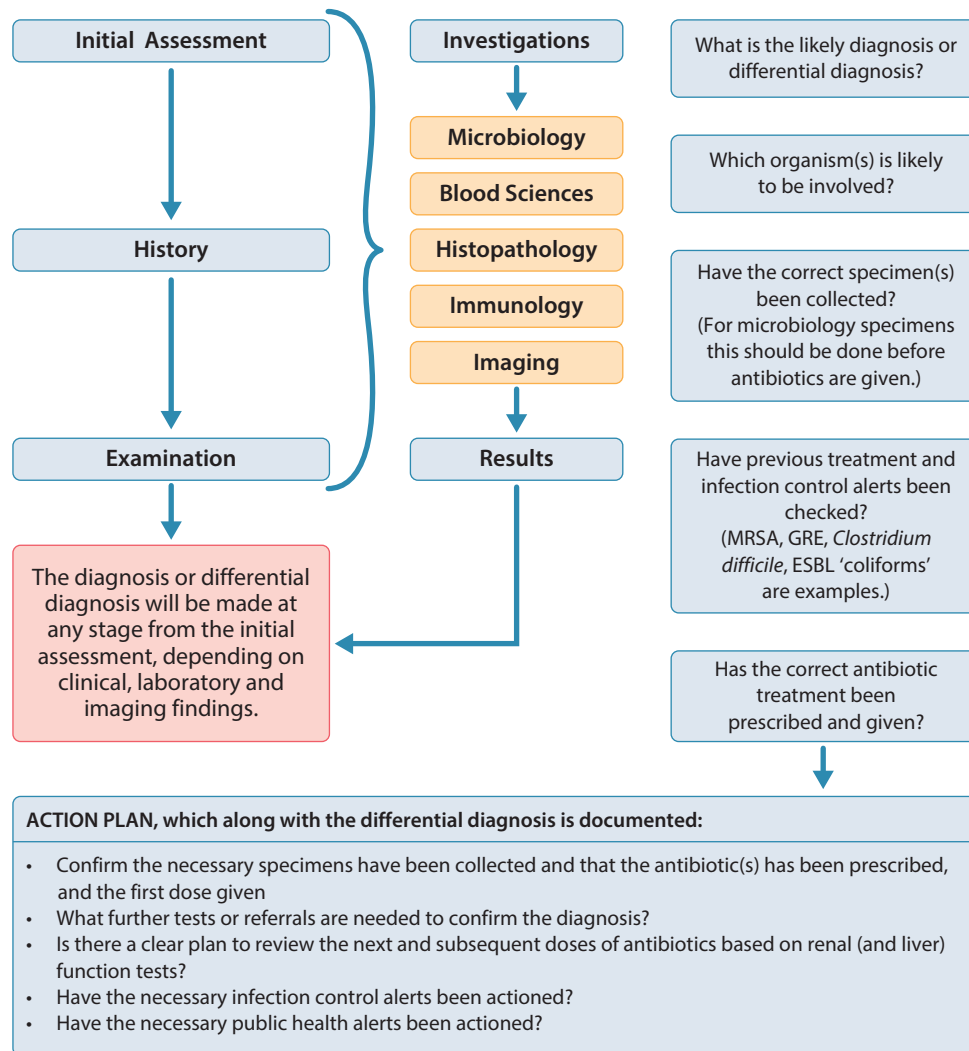 Initial Assessment
History
Examination
The diagnosis or differential
diagnosis will be made at
any stage from the initial
assessment, depending on
clinical, laboratory and
imaging findings.
Investigations
Microbiology
Blood Sciences
Histopathology
Immunology
Imaging
Results
What is the likely diagnosis or
differential diagnosis?
Which organism(s) is likely
to be involved?
Have the correct specimen(s)
been collected?
(For microbiology specimens
this should be done before
antibiotics are given.)
Have previous treatment and
infection control alerts been
checked?
(MRSA, GRE, Clostridium
difficile, ESBL ‘coliforms’
are examples.)
Has the correct antibiotic
treatment been
prescribed and given?
ACTION PLAN, which along with the differential diagnosis is documented:
• Confirm the necessary specimens have been collected and that the antibiotic(s) has been prescribed,
and the first dose given
• What further tests or referrals are needed to confirm the diagnosis?
• Is there a clear plan to review the next and subsequent doses of antibiotics based on renal (and liver)
function tests?
• Have the necessary infection control alerts been actioned?
• Have the necessary public health alerts been actioned?